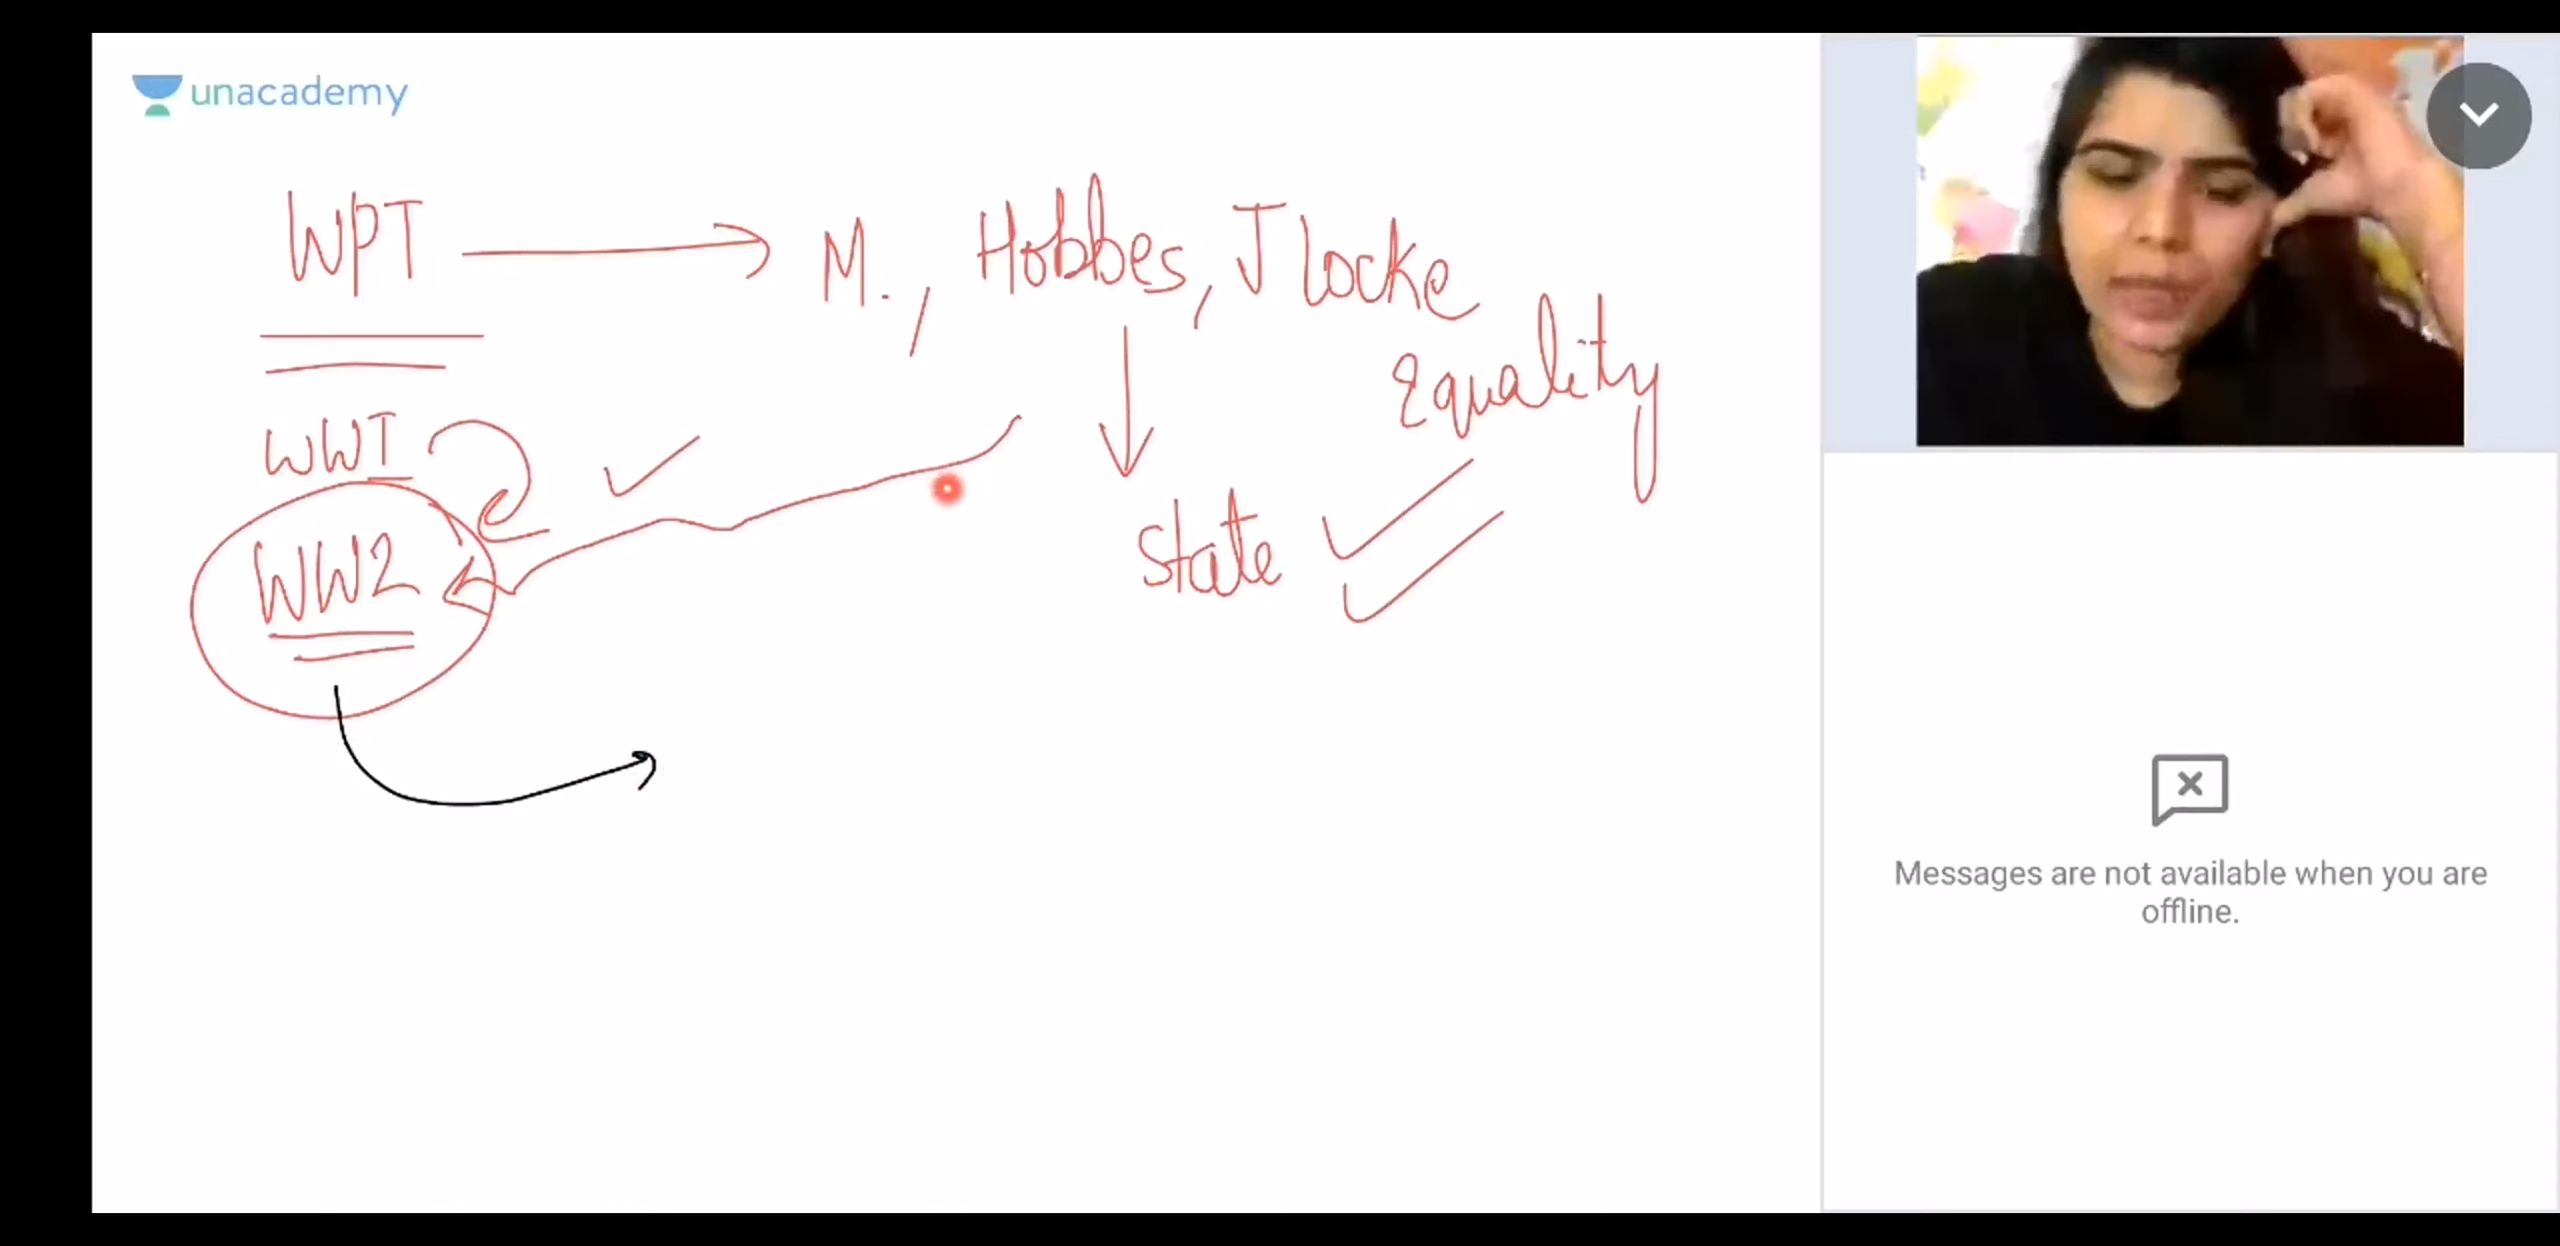 unacademy
WPT → M., Hobbes, J Locke
Equality
WWI
State
WW2
Messages are not available when you are
offline.